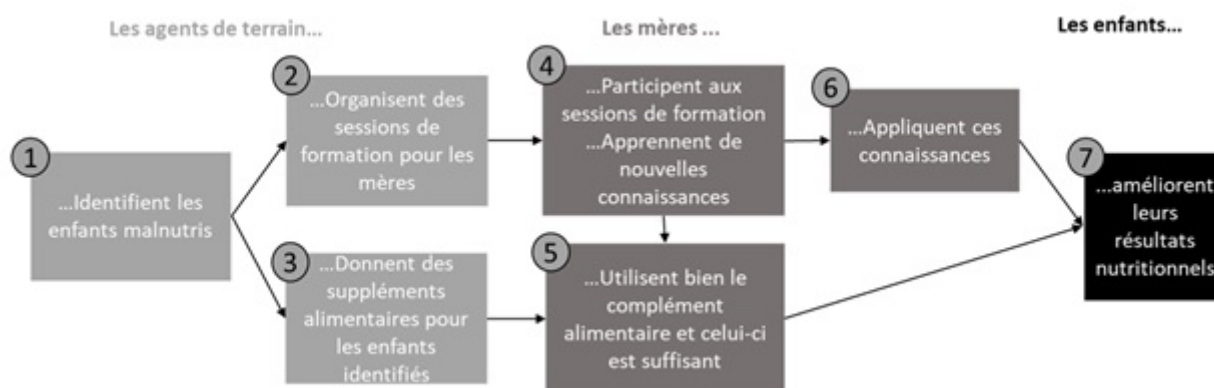 Les agents de terrain...
Les mères ...
Les enfants...
1
...Identifient les
enfants malnutris
2
...Organisent des
sessions de
formation pour les
mères
3
...Donnent des
suppléments
alimentaires pour
les enfants
identifiés
4
...Participent aux
sessions de formation
...Apprennent de
nouvelles
connaissances
5
...Utilisent bien le
complément
alimentaire et celui-ci
est suffisant
6
...Appliquent ces
connaissances
7
...améliorent
leurs
résultats
nutritionnels